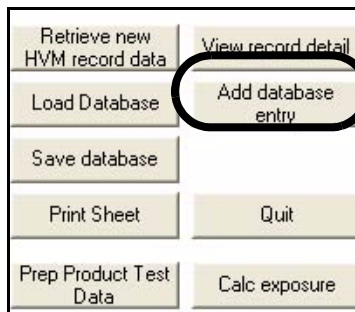 Retrieve new
HVM record data
View record detail
Load Database
Add database
entry
Save database
Print Sheet
Quit
Prep Product Test
Data
Calc exposure